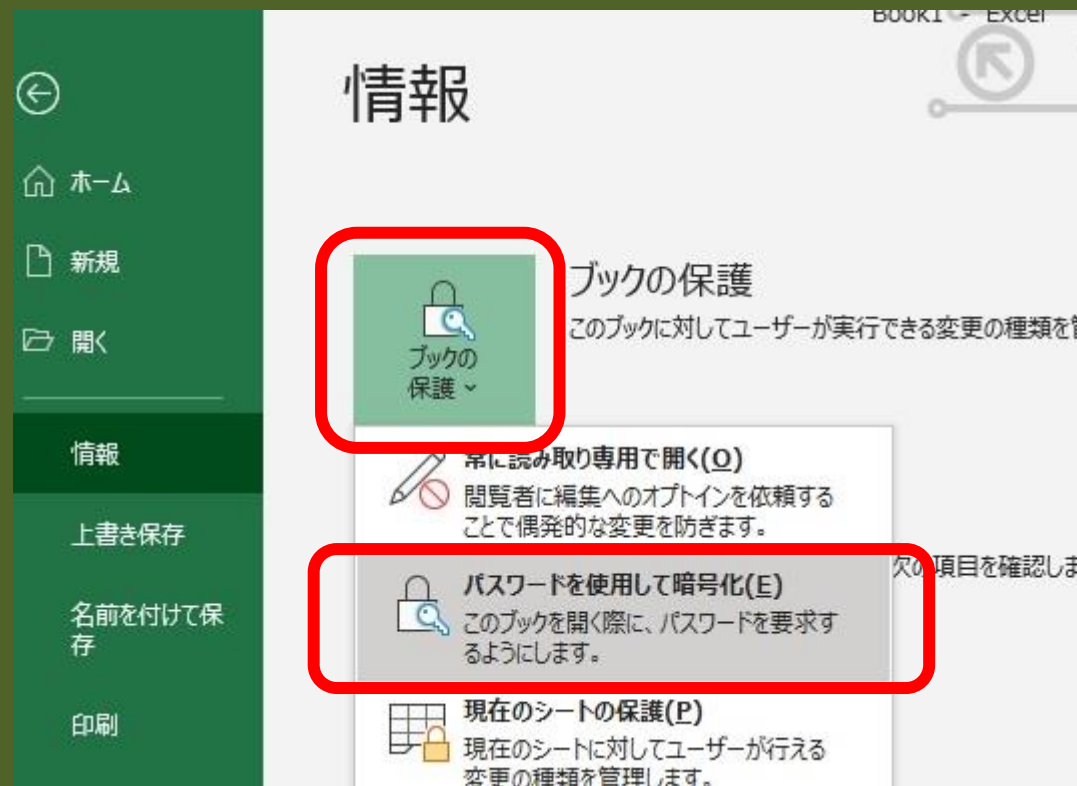 Book1 - Excel
情報
ホーム
新規
開く
情報
上書き保存
名前を付けて保
存
印刷
ブックの
保護
ブックの保護
このブックに対してユーザーが実行できる変更の種類を
常に読み取り専用で開く(O)
閲覧者に編集へのオプトインを依頼する
ことで偶発的な変更を防ぎます。
パスワードを使用して暗号化(E)
このブックを開く際に、パスワードを要求す
るようにします。
次の項目を確認しま
現在のシートの保護(P)
現在のシートに対してユーザーが行える
変更の種類を管理します。